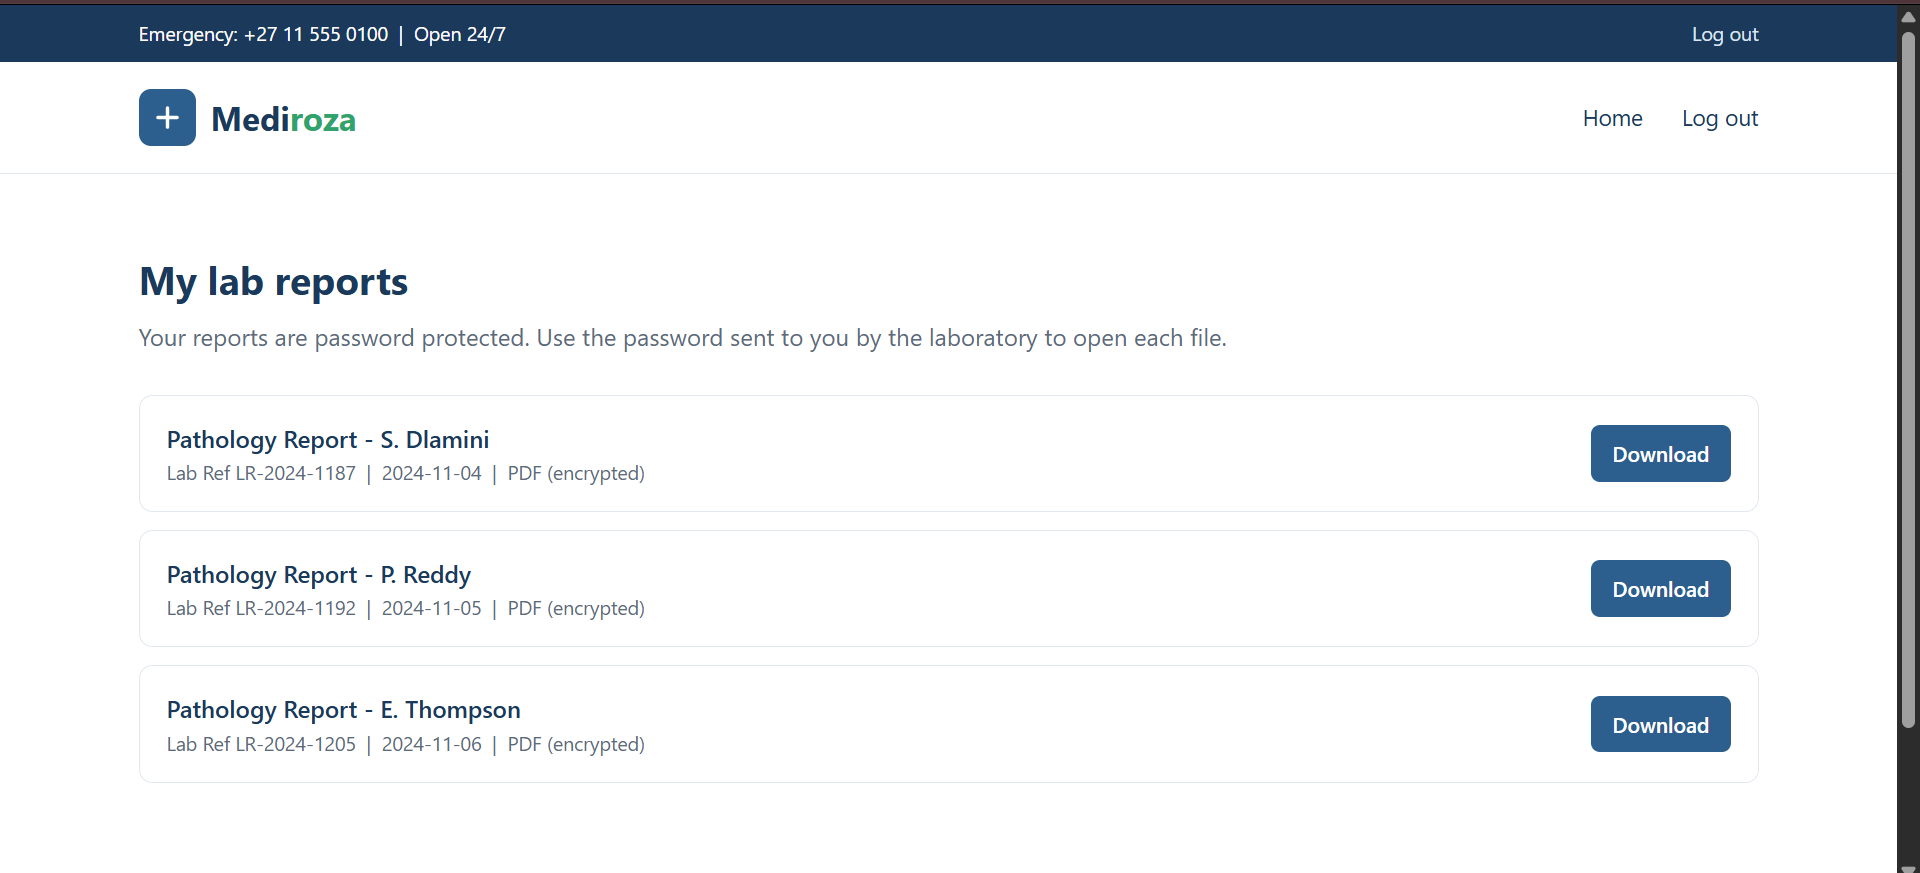 Emergency: +27 11 555 0100 | Open 24/7
Log out
Mediroza
Home
Log out
My lab reports
Your reports are password protected. Use the password sent to you by the laboratory to open each file.
Pathology Report - S. Dlamini
Lab Ref LR-2024-1187 | 2024-11-04 | PDF (encrypted)
Download
Pathology Report - P. Reddy
Lab Ref LR-2024-1192 | 2024-11-05 | PDF (encrypted)
Download
Pathology Report - E. Thompson
Lab Ref LR-2024-1205 | 2024-11-06 | PDF (encrypted)
Download